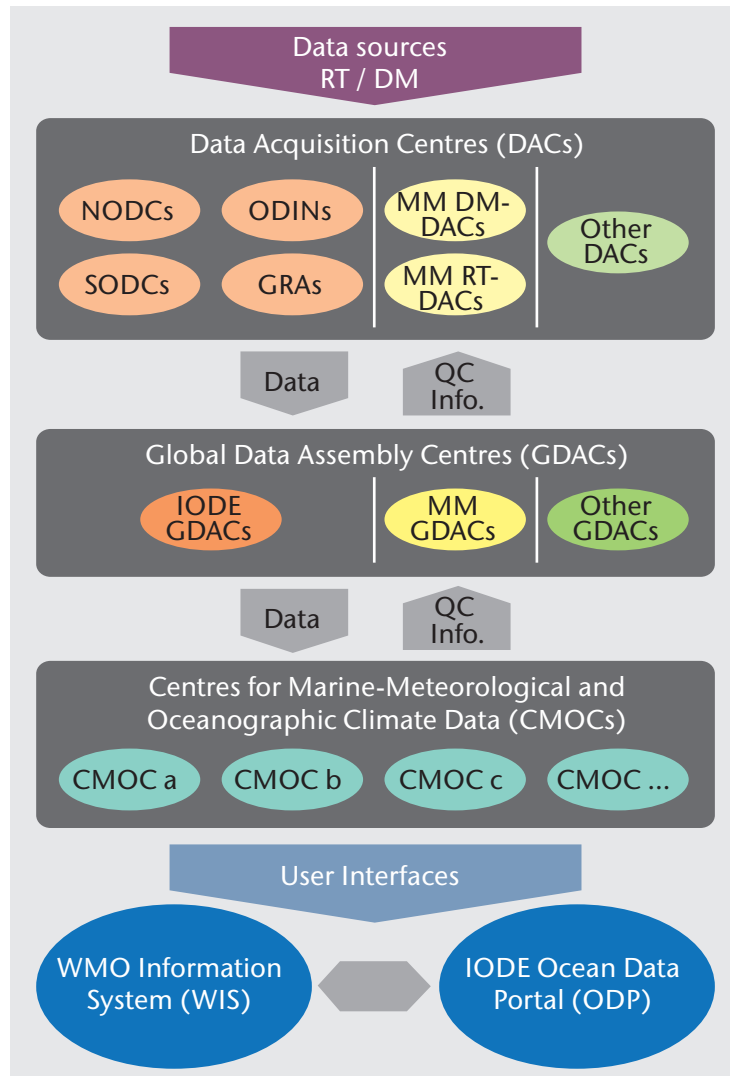 Data sources
RT / DM
Data Acquisition Centres (DACs)
NODCs
ODINs
MM DM-
DACs
Other
DACs
SODCs
GRAs
MM RT-
DACs
Data
QC
Info.
Global Data Assembly Centres (GDACs)
IODE
GDACs
MM
GDACs
Other
GDACs
Data
QC
Info.
Centres for Marine-Meteorological and
Oceanographic Climate Data (CMOCs)
CMOC a
CMOC b
CMOC c
CMOC ...
User Interfaces
WMO Information
System (WIS)
IODE Ocean Data
Portal (ODP)